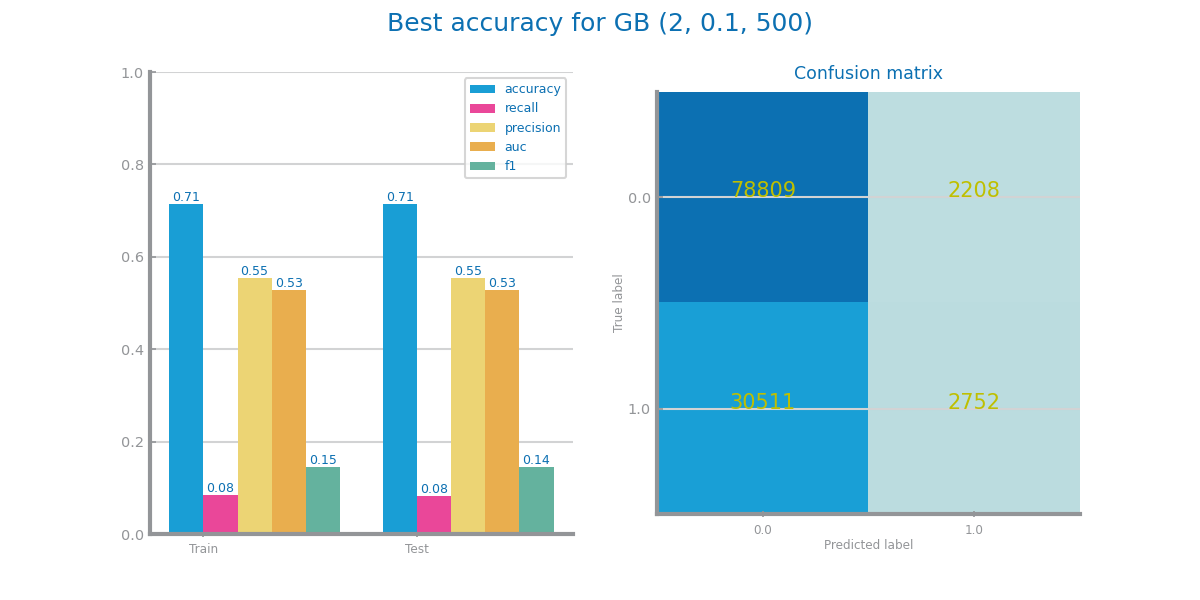 Best accuracy for GB (2, 0.1, 500)
1.0
0.8
0.6
0.4
0.2
0.0
accuracy
recall
precision
auc
f1
0.71
0.08
0.55
0.53
0.15
0.71
0.08
0.55
0.53
0.14
Train
Test
Confusion matrix
True label
0.0
1.0
78809
2208
30511
2752
0.0
1.0
Predicted label